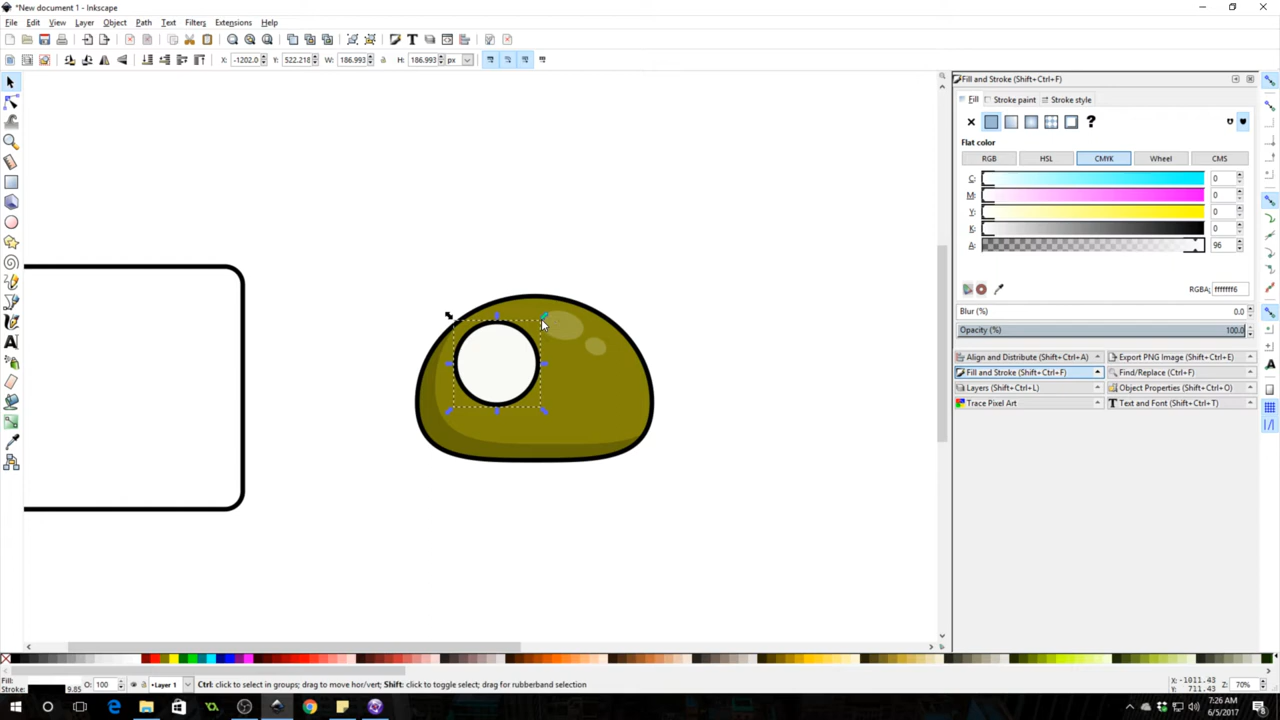 *New document 1 - Inkscape
File Edit View Layer Object Path Text Filters Extensions Help
X: -1202.0 Y: 522.218 W: 186.993 H: 186.993 px
Fill and Stroke (Shift+Ctrl+F)
Fill Stroke paint Stroke style
Flat color
RGB HSL CMYK Wheel CMS
C: 0
M: 0
Y: 0
K: 0
A: 96
RGBA: fffffff6
Blur (%) 0.0
Opacity (%) 100.0
Align and Distribute (Shift+Ctrl+A) Export PNG Image (Shift+Ctrl+E)
Fill and Stroke (Shift+Ctrl+F) Find/Replace (Ctrl+F)
Layers (Shift+Ctrl+L) Object Properties (Shift+Ctrl+O)
Trace Pixel Art Text and Font (Shift+Ctrl+T)
Fill: O: 100 Layer 1 Ctrl: click to select in groups; drag to move hor/vert; Shift: click to toggle select; drag for rubberband selection X: -1011.43 Z: 70%
Stroke: 9.85 Y: 711.43
7:26 AM
6/5/2017